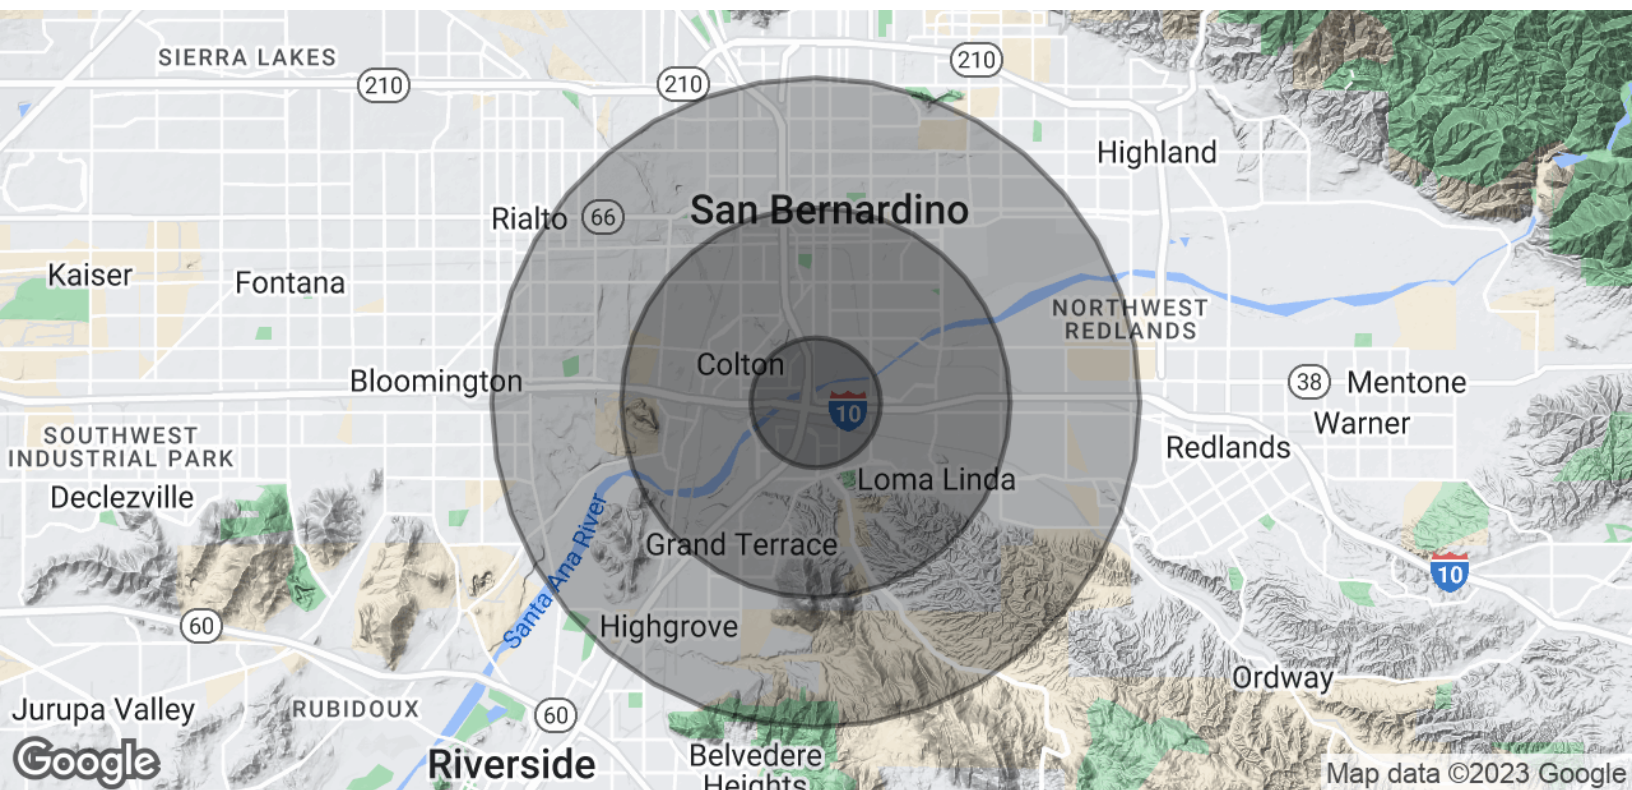 SIERRA LAKES
210
210
210
Highland
San Bernardino
Rialto
66
Kaiser
Fontana
NORTHWEST
REDLANDS
Colton
Bloomington
10
38
Mentone
Warner
SOUTHWEST
INDUSTRIAL PARK
Redlands
Declezville
Loma Linda
Santa Ana River
Grand Terrace
10
60
Highgrove
Ordway
Jurupa Valley
RUBIDOUX
60
Riverside
Belvedere
Heights
Google
Map data ©2023 Google